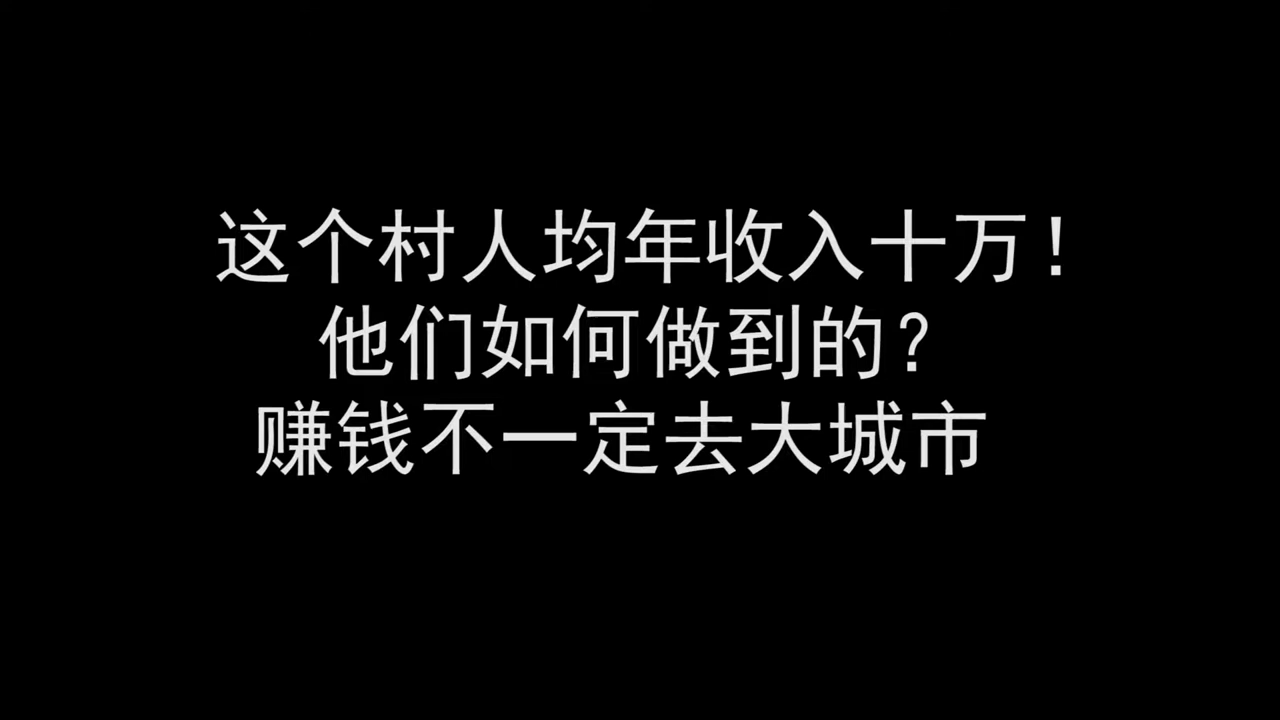 这个村人均年收入十万！
他们如何做到的？
赚钱不一定去大城市